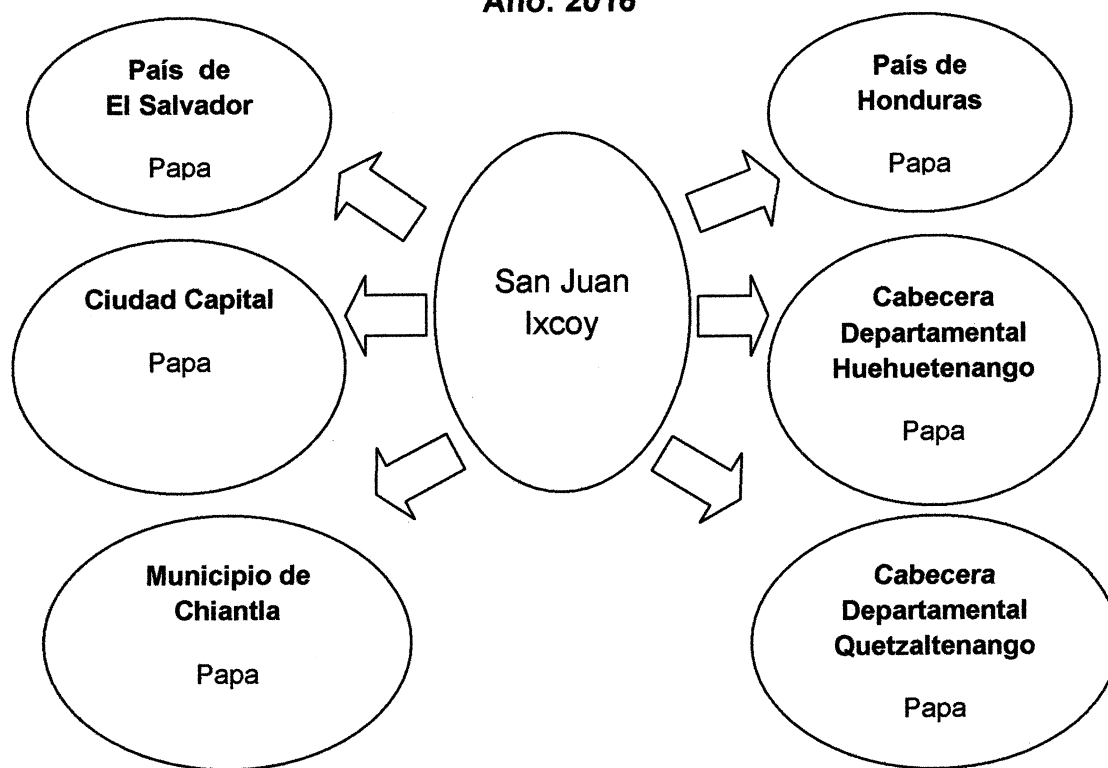 Año: 2016
País de
El Salvador
Papa
País de
Honduras
Papa
San Juan
Ixcoy
Ciudad Capital
Papa
Cabecera
Departamental
Huehuetenango
Papa
Municipio de
Chiantla
Papa
Cabecera
Departamental
Quetzaltenango
Papa